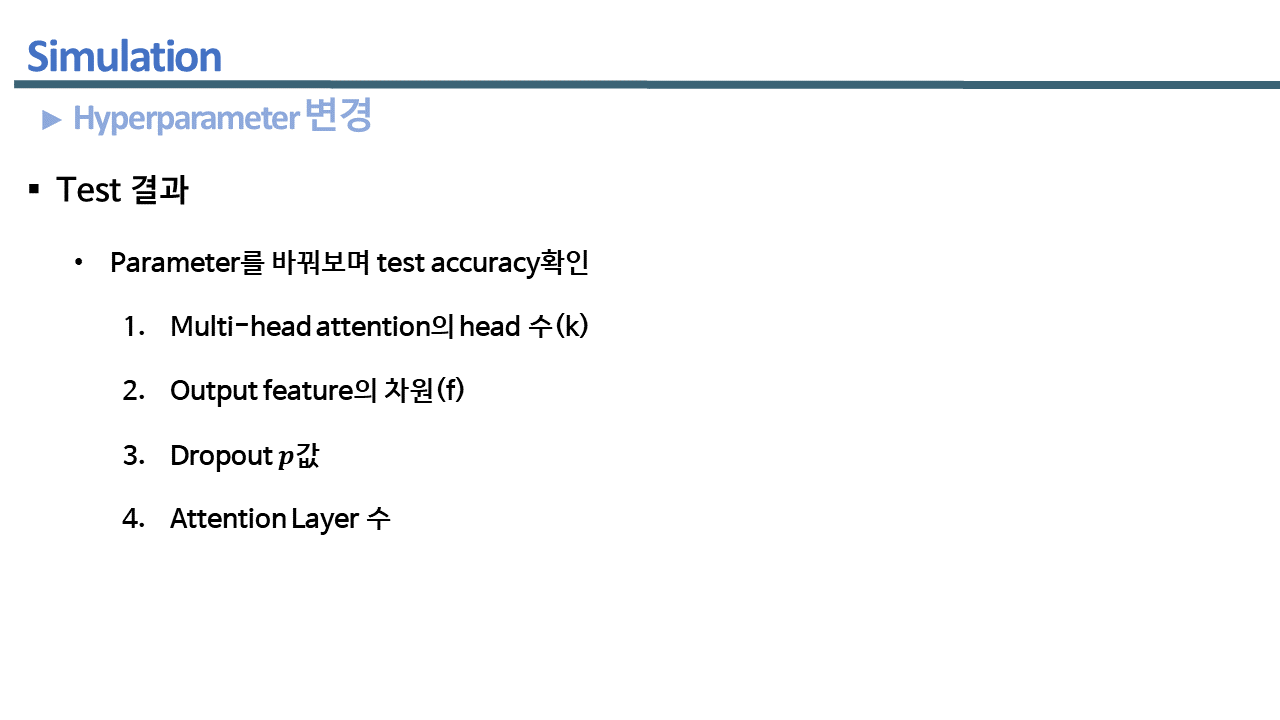 Simulation
► Hyperparameter 변경
▪ Test 결과
• Parameter를 바꿔보며 test accuracy확인
1. Multi-head attention의 head 수(k)
2. Output feature의 차원(f)
3. Dropout p값
4. Attention Layer 수